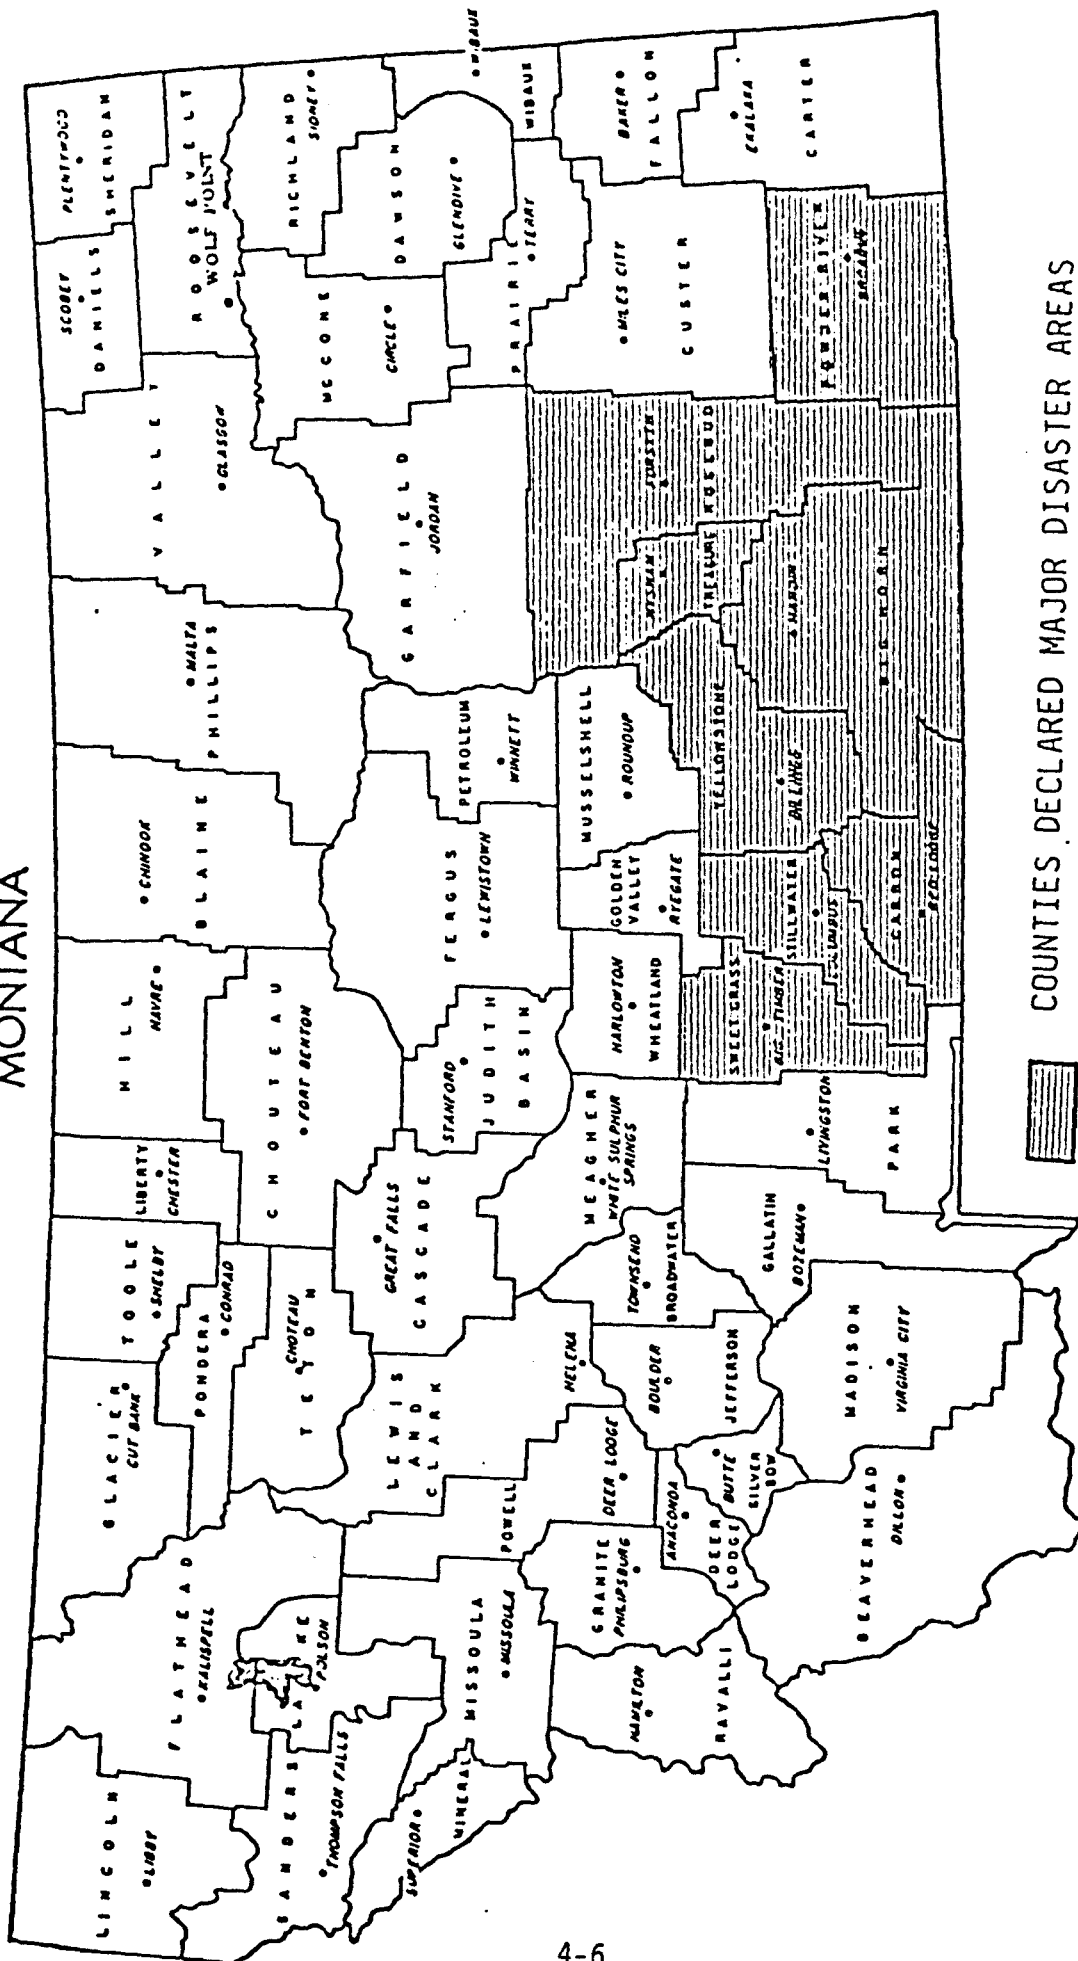 MONTANA
LINCOLN
LIBBY
FLATHEAD
KALISPELL
GLACIER
CUT BANK
TOOLE
SHELBY
LIBERTY
CHESTER
HILL
HAVRE
BLAINE
CHINOOK
PHILLIPS
MALTA
VALLEY
GLASGOW
DANIELS
SCOBEY
SHERIDAN
PLENTYWOOD
ROOSEVELT
WOLF POINT
SANDERS
THOMPSON FALLS
LAKE
POLSON
PONDERA
CONRAD
TETON
CHOTEAU
CHOUTEAU
FORT BENTON
RICHLAND
SIDNEY
MCCONE
CIRCLE
DAWSON
GLENDIVE
WIBAUX
WIBAUX
PRAIRIE
TERRY
GARFIELD
JORDAN
PETROLEUM
WINNETT
FERGUS
LEWISTOWN
JUDITH
BASIN
STANFORD
CASCADE
GREAT FALLS
LEWIS
AND
CLARK
HELENA
POWELL
DEER LODGE
MISSOULA
MISSOULA
MINERAL
SUPERIOR
RAVALLI
HAMILTON
GRANITE
PHILIPSBURG
DEER
LODGE
ANACONDA
SILVER
BOW
BUTTE
JEFFERSON
BOULDER
BROADWATER
TOWNSEND
MEAGHER
WHITE SULPHUR
SPRINGS
WHEATLAND
HARLOWTON
GOLDEN
VALLEY
RYEGATE
MUSSELSHELL
ROUNDUP
TREASURE
HYSHAM
ROSEBUD
FORSYTH
CUSTER
MILES CITY
FALLON
BAKER
CARTER
EKALAKA
POWDER RIVER
BROADUS
BIG HORN
HARDIN
YELLOWSTONE
BILLINGS
STILLWATER
COLUMBUS
CARBON
RED LODGE
SWEET GRASS
BIG TIMBER
PARK
LIVINGSTON
GALLATIN
BOZEMAN
MADISON
VIRGINIA CITY
BEAVERHEAD
DILLON
COUNTIES DECLARED MAJOR DISASTER AREAS
4-6